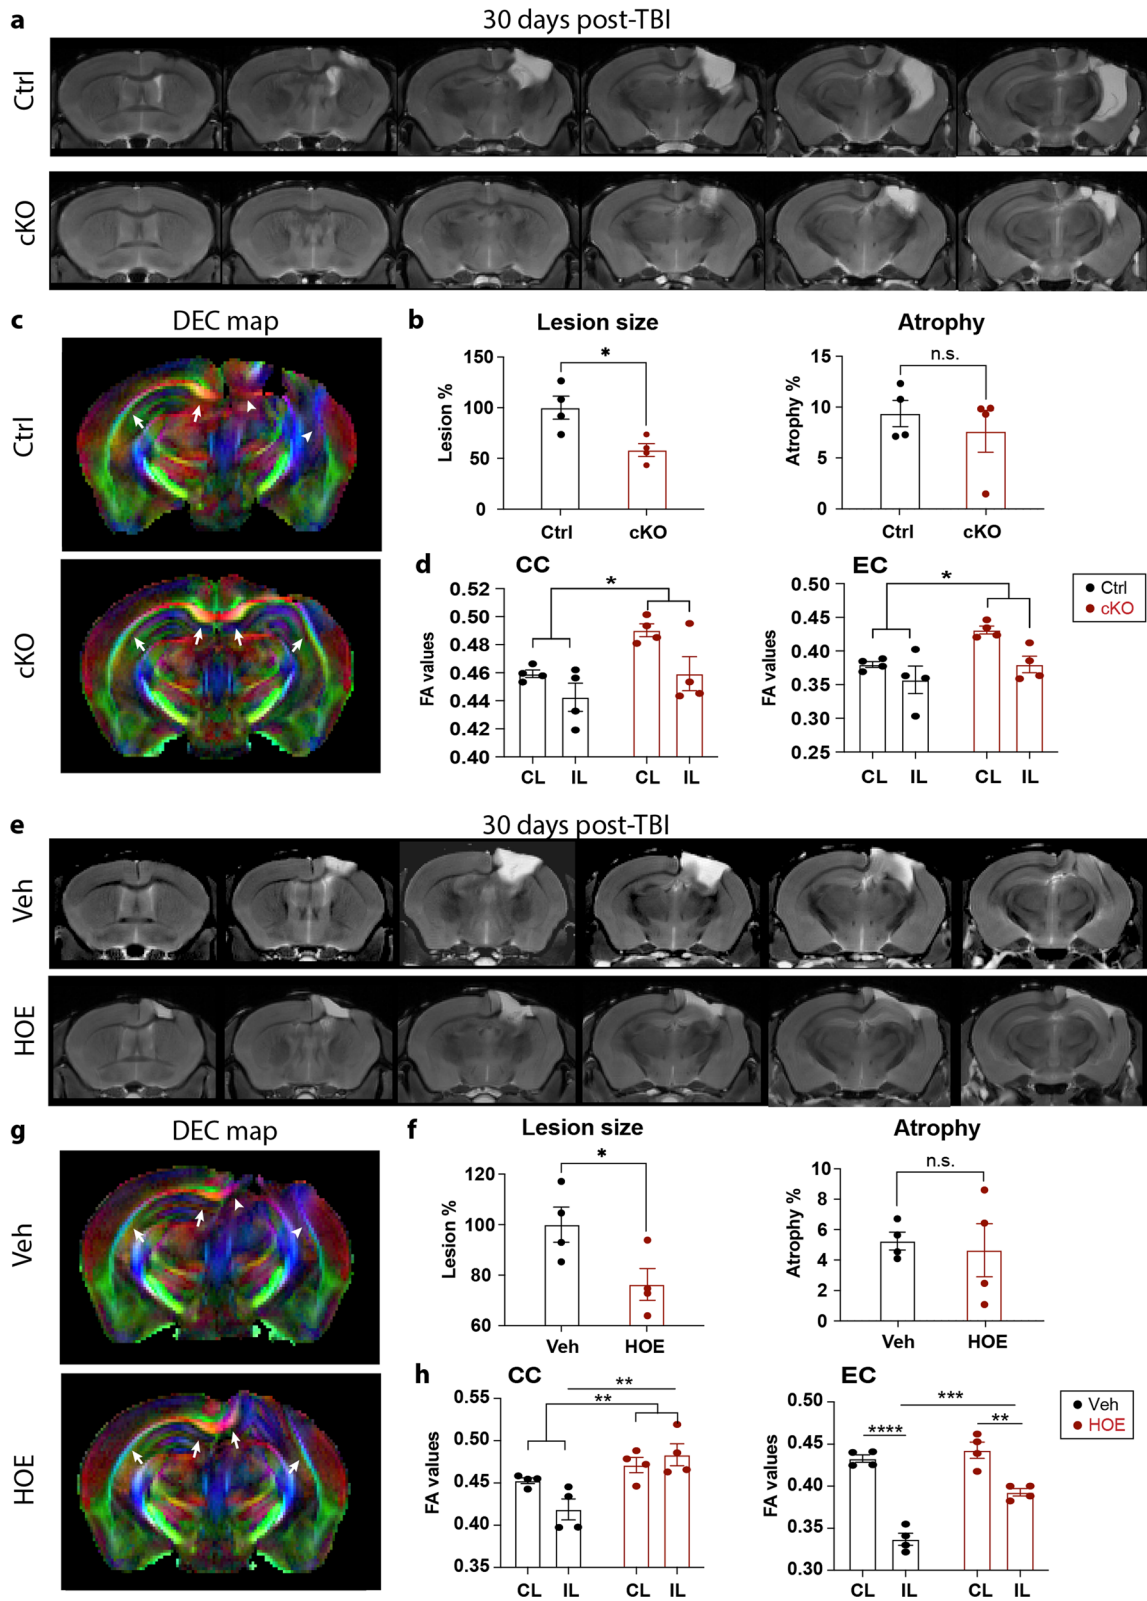 a
30 days post-TBI
Ctrl
cKO
c
DEC map
Ctrl
cKO
b
Lesion size
Lesion %
150
100
50
0
*
Ctrl
cKO
Atrophy
Atrophy %
15
10
5
0
n.s.
Ctrl
cKO
d
CC
FA values
0.52
0.50
0.48
0.46
0.44
0.42
0.40
*
CL
IL
CL
IL
EC
FA values
0.50
0.45
0.40
0.35
0.30
0.25
*
CL
IL
CL
IL
Ctrl
cKO
e
30 days post-TBI
Veh
HOE
g
DEC map
Veh
HOE
f
Lesion size
Lesion %
120
100
80
60
*
Veh
HOE
Atrophy
Atrophy %
10
8
6
4
2
0
n.s.
Veh
HOE
h
CC
FA values
0.55
0.50
0.45
0.40
0.35
**
**
CL
IL
CL
IL
EC
FA values
0.50
0.45
0.40
0.35
0.30
***
****
**
CL
IL
CL
IL
Veh
HOE